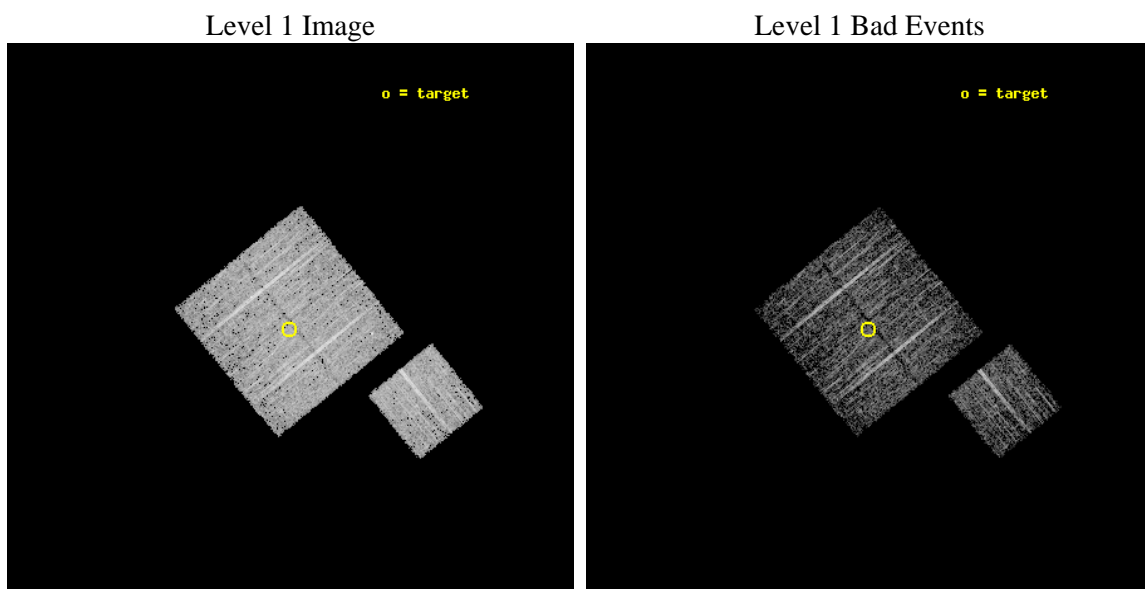 Level 1 Image
Level 1 Bad Events
o = target
o = target